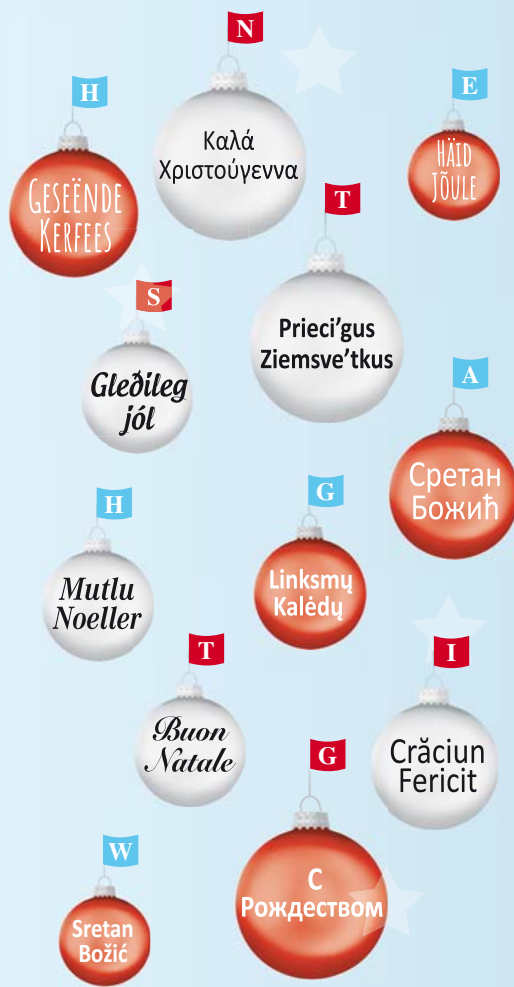 N
Καλά
Χριστούγεννα
H
GESEËNDE
KERFEES
E
HÄID
JÕULE
T
Prieci'gus
Ziemsve'tkus
S
Gleðileg
jól
A
Сретан
Божић
H
Mutlu
Noeller
G
Linksmų
Kalėdų
T
Buon
Natale
I
Crăciun
Fericit
G
С
Рождеством
W
Sretan
Božić